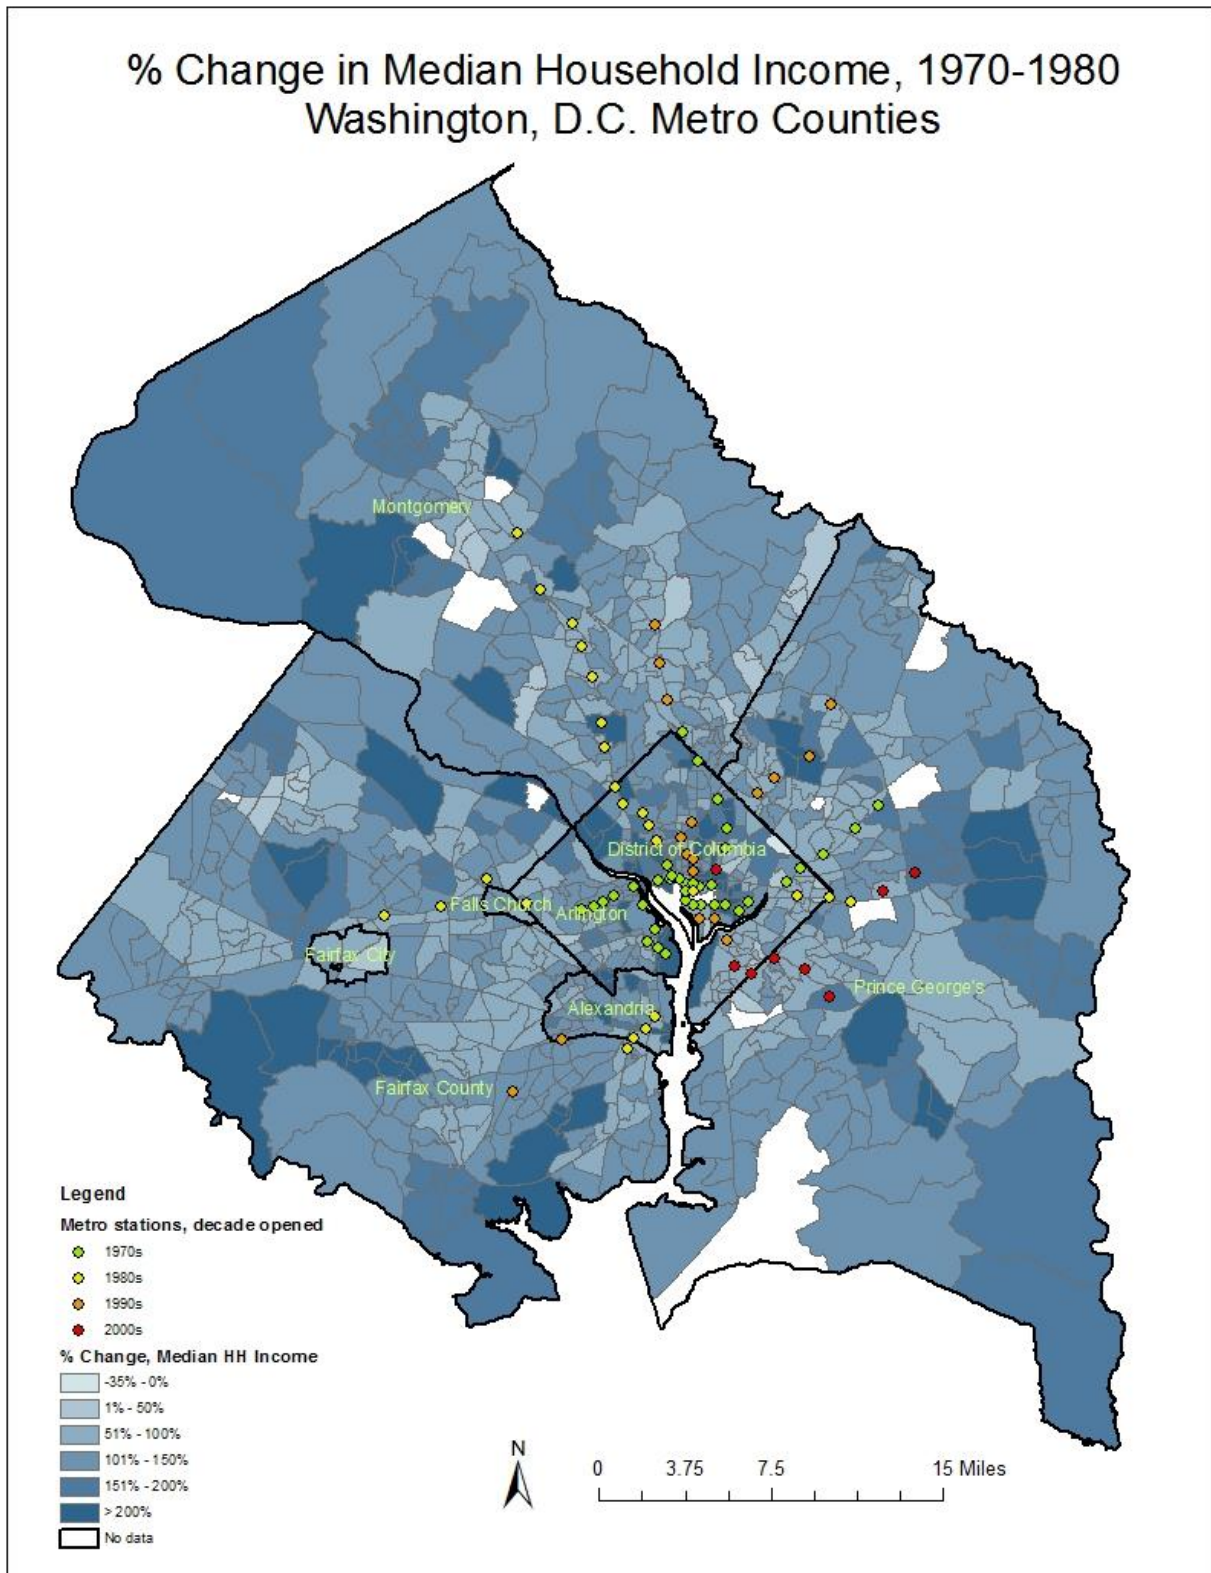 % Change in Median Household Income, 1970-1980
Washington, D.C. Metro Counties
Montgomery
District of Columbia
Falls Church
Arlington
Fairfax City
Prince George's
Alexandria
Fairfax County
Legend
Metro stations, decade opened
1970s
1980s
1990s
2000s
% Change, Median HH Income
-35% - 0%
1% - 50%
51% - 100%
101% - 150%
151% - 200%
> 200%
No data
N
0 3.75 7.5 15 Miles